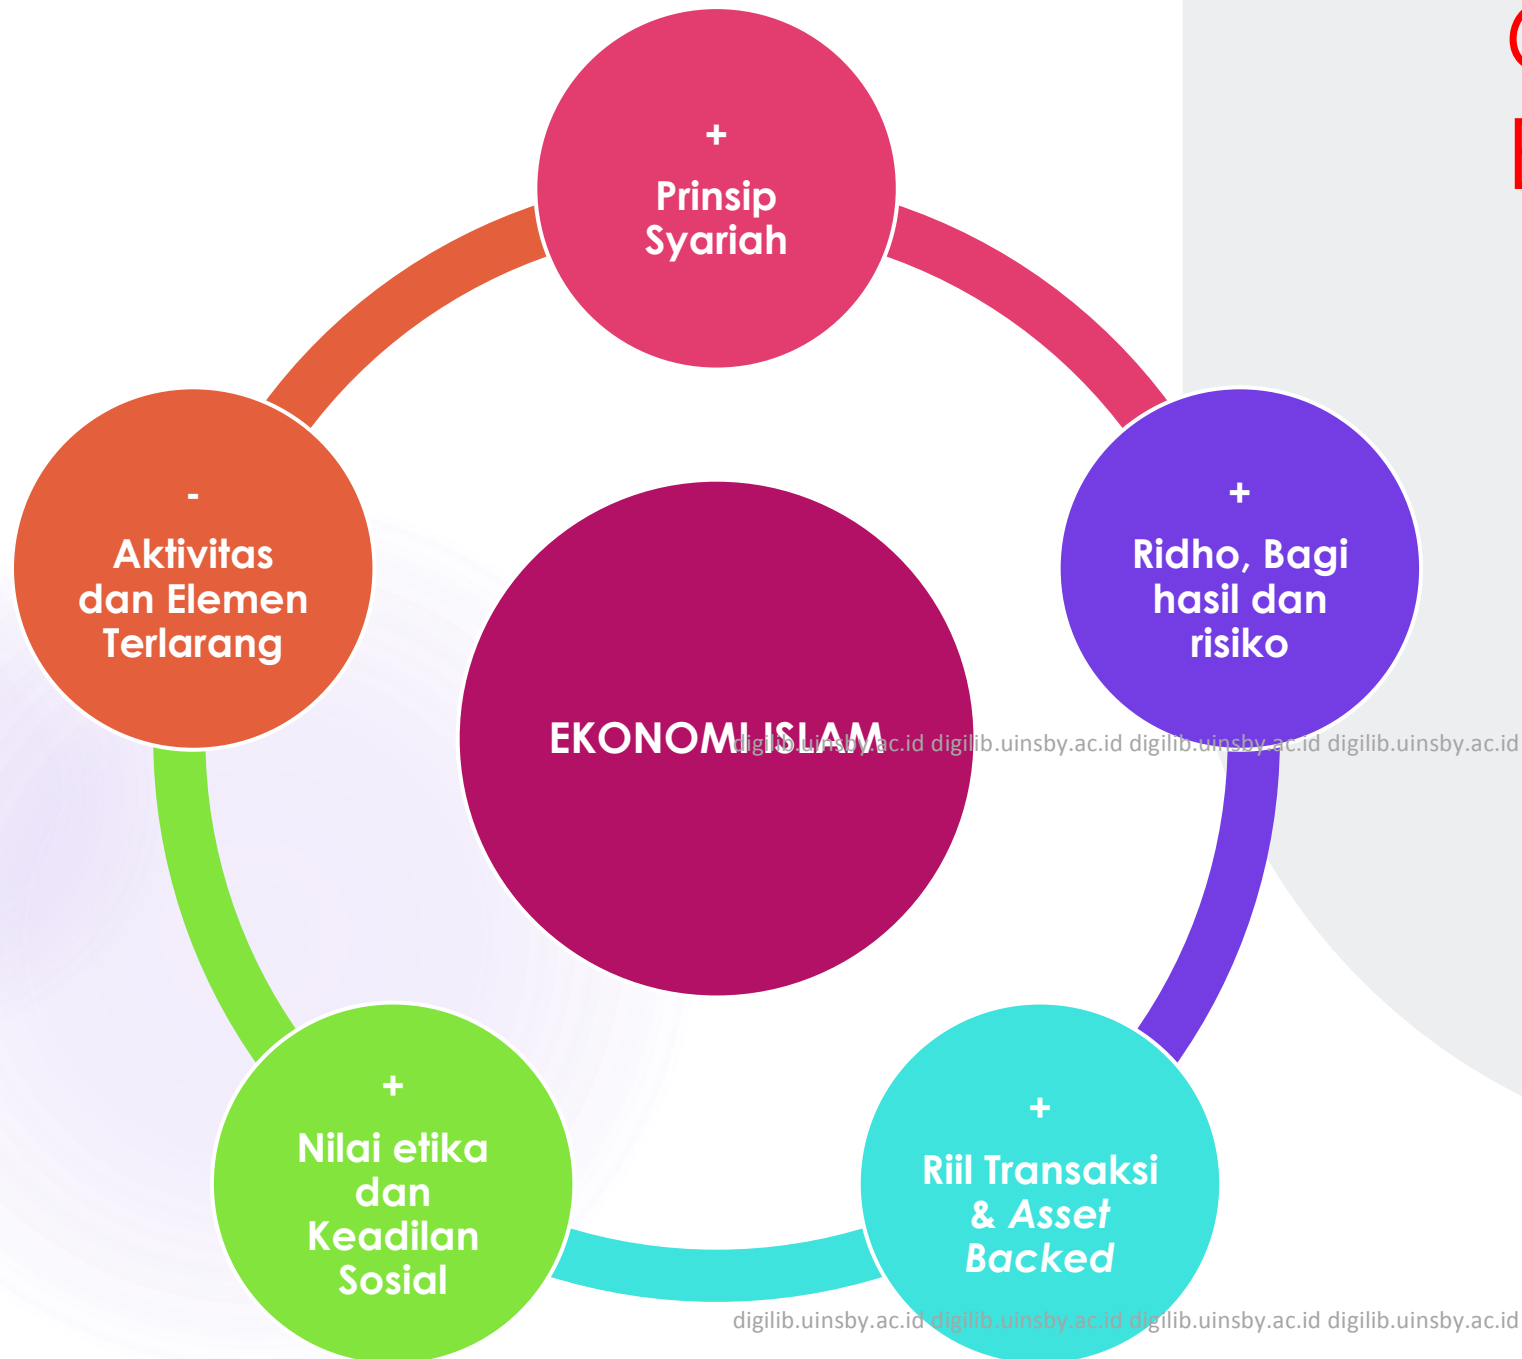 +
Prinsip
Syariah
-
Aktivitas
dan Elemen
Terlarang
+
Ridho, Bagi
hasil dan
risiko
EKONOMI ISLAM
digilib.uinsby.ac.id digilib.uinsby.ac.id digilib.uinsby.ac.id digilib.uinsby.ac.id
+
Nilai etika
dan
Keadilan
Sosial
+
Riil Transaksi
& Asset
Backed
digilib.uinsby.ac.id digilib.uinsby.ac.id digilib.uinsby.ac.id digilib.uinsby.ac.id